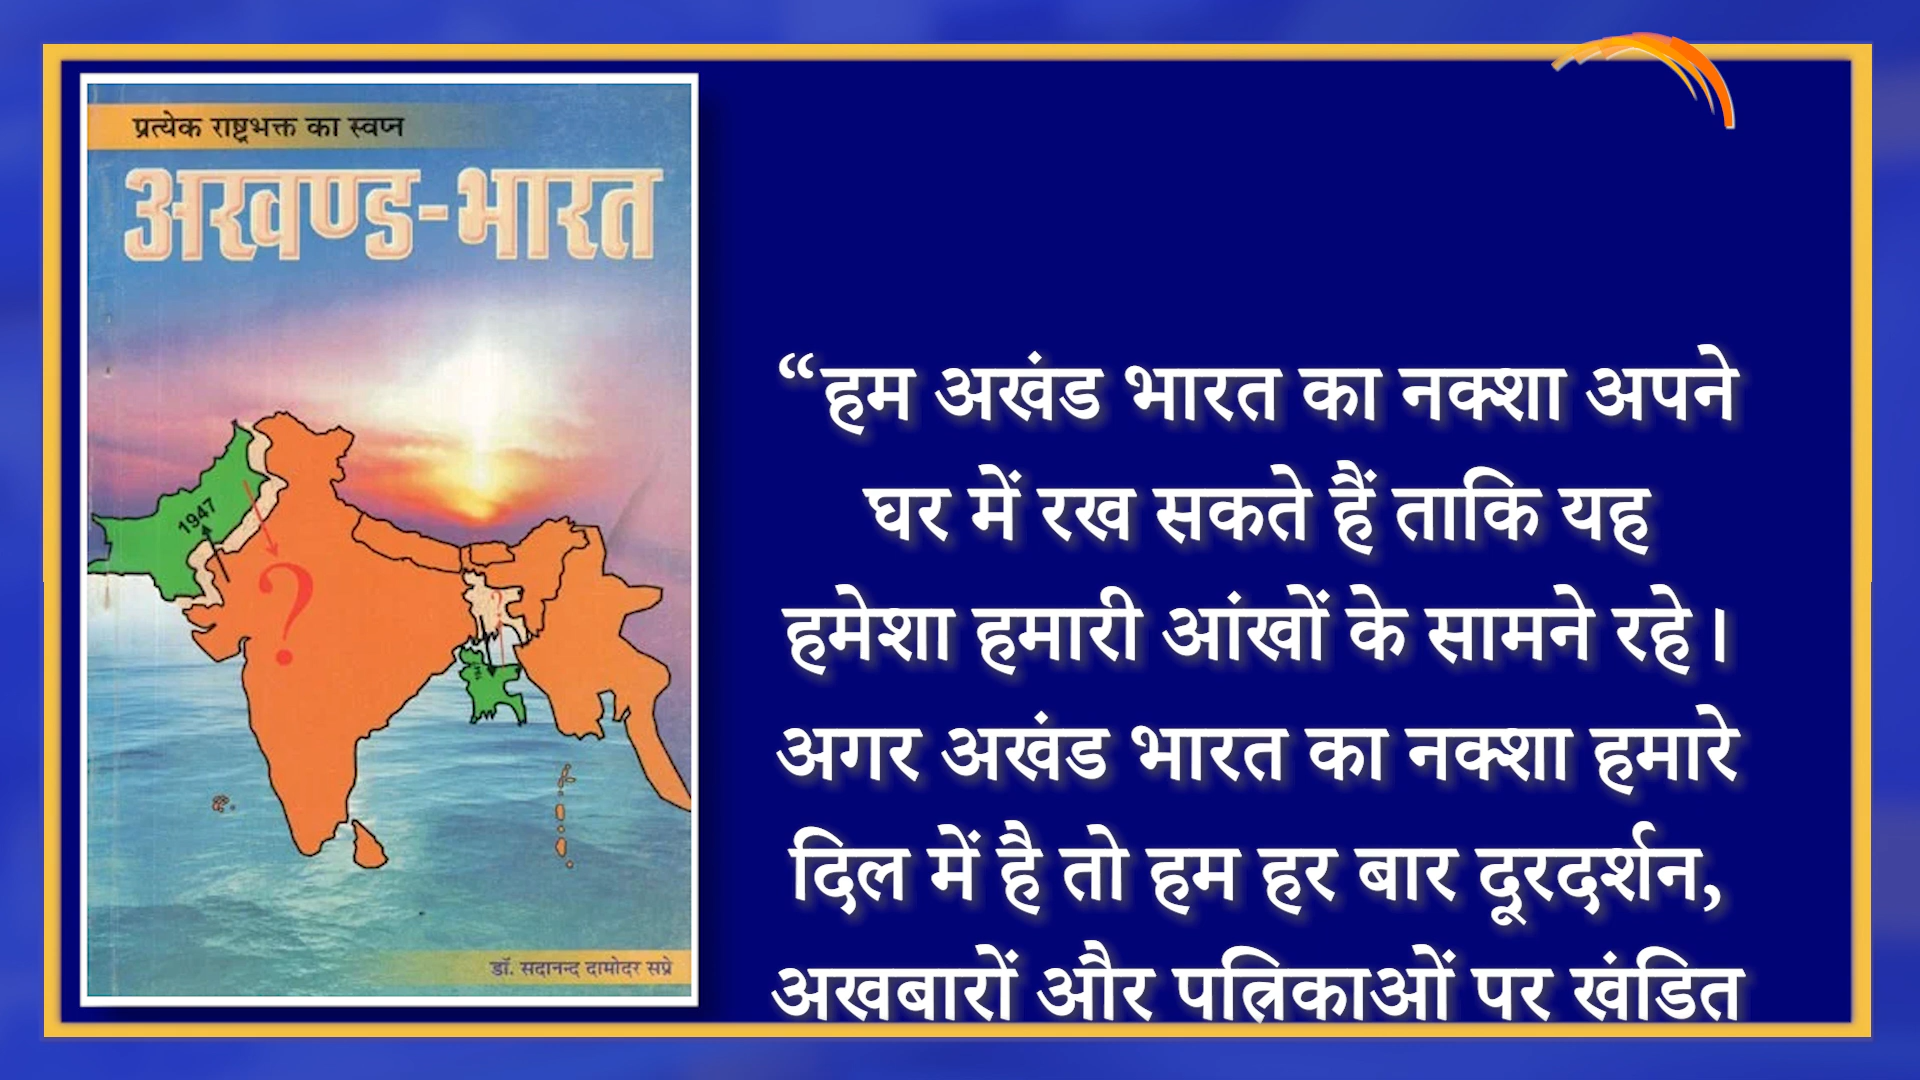 प्रत्येक राष्ट्रभक्त का स्वप्न
अखण्ड-भारत
1947
?
?
डॉ. सदानन्द दामोदर सप्रे
“हम अखंड भारत का नक्शा अपने
घर में रख सकते हैं ताकि यह
हमेशा हमारी आंखों के सामने रहे।
अगर अखंड भारत का नक्शा हमारे
दिल में है तो हम हर बार दूरदर्शन,
अखबारों और पत्रिकाओं पर खंडित